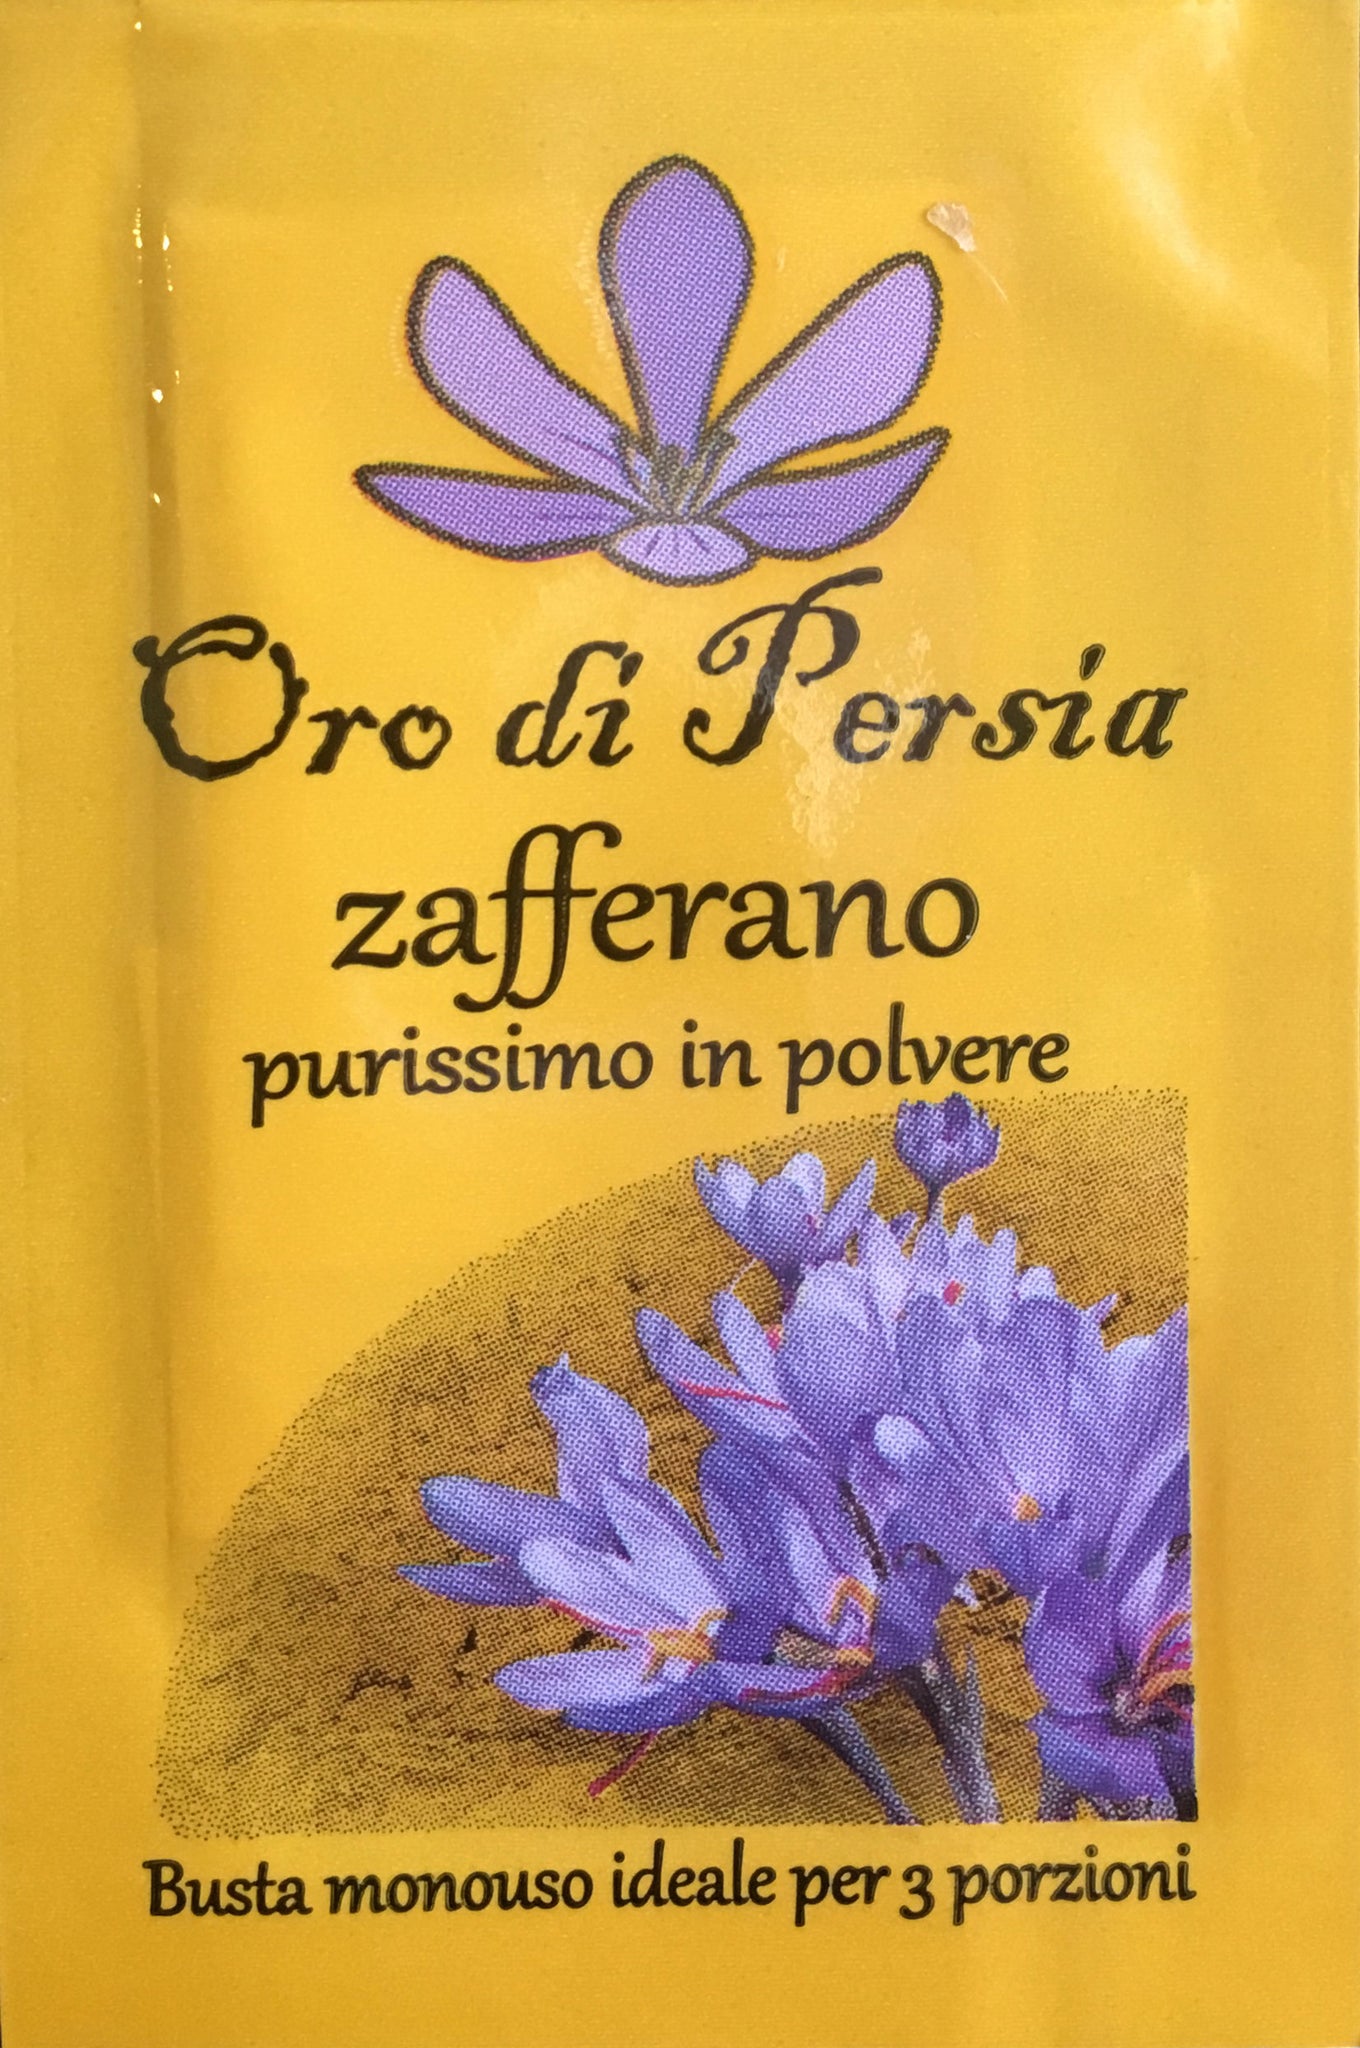 Oro di Persia
zafferano
purissimo in polvere
Busta monouso ideale per 3 porzioni